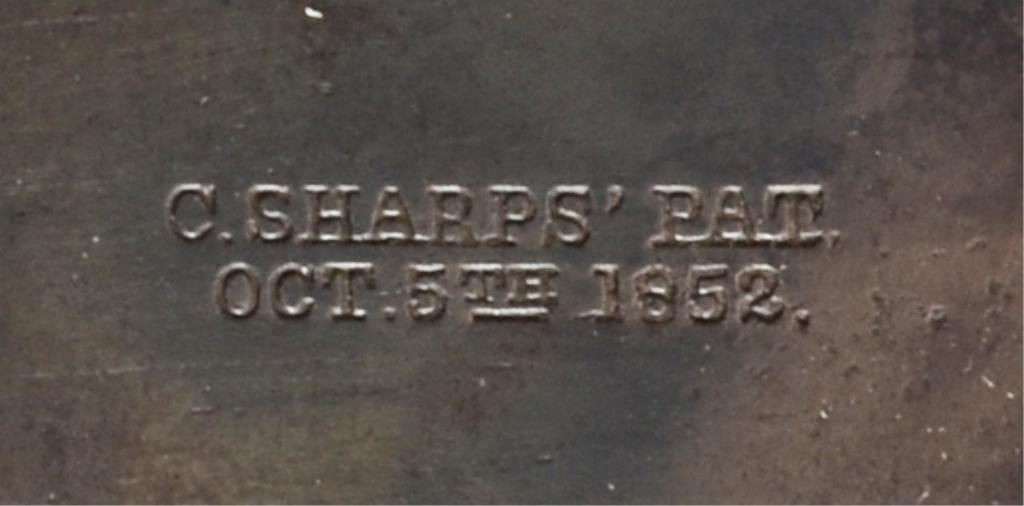 C. SHARPS' PAT.
OCT. 5TH 1852.